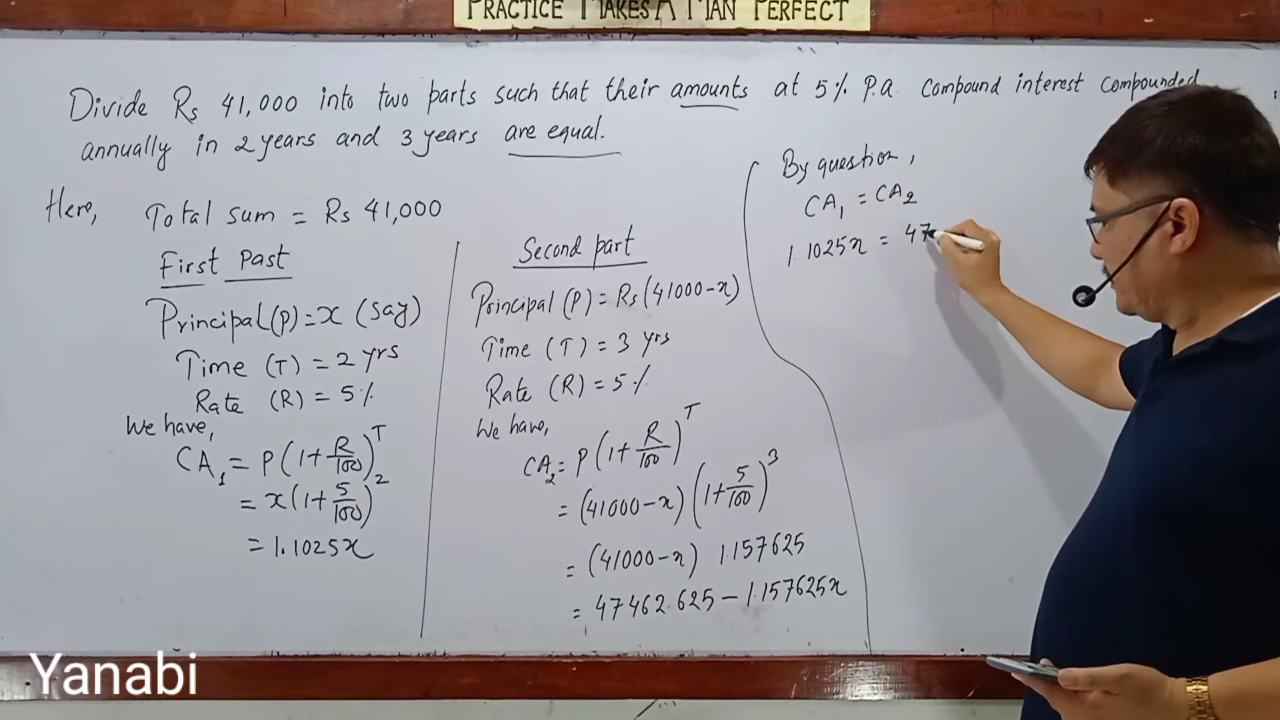 PRACTICE MAKES A MAN PERFECT
Divide Rs 41,000 into two parts such that their amounts at 5% P.a. compound interest compounded
annually in 2 years and 3 years are equal.
Here, Total sum = Rs 41,000
First Past
Principal (P) = x (say)
Time (T) = 2 yrs
Rate (R) = 5%
We have,
CA₁ = P(1+R/100)^T
= x(1+5/100)^2
= 1.1025x
Second part
Principal (P) = Rs (41000-x)
Time (T) = 3 yrs
Rate (R) = 5%
We have,
CA₂ = P(1+R/100)^T
= (41000-x) (1+5/100)^3
= (41000-x) 1.157625
= 47462.625 - 1.157625x
By question,
CA₁ = CA₂
1.1025x = 47
Yanabi